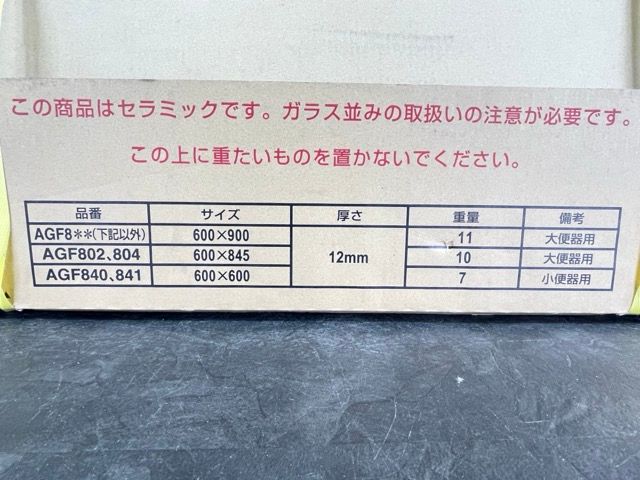 この商品はセラミックです。ガラス並みの取扱いの注意が必要です。
この上に重たいものを置かないでください。
品番 サイズ 厚さ 重量 備考
AGF8**(下記以外) 600×900 12mm 11 大便器用
AGF802、804 600×845 10 大便器用
AGF840、841 600×600 7 小便器用